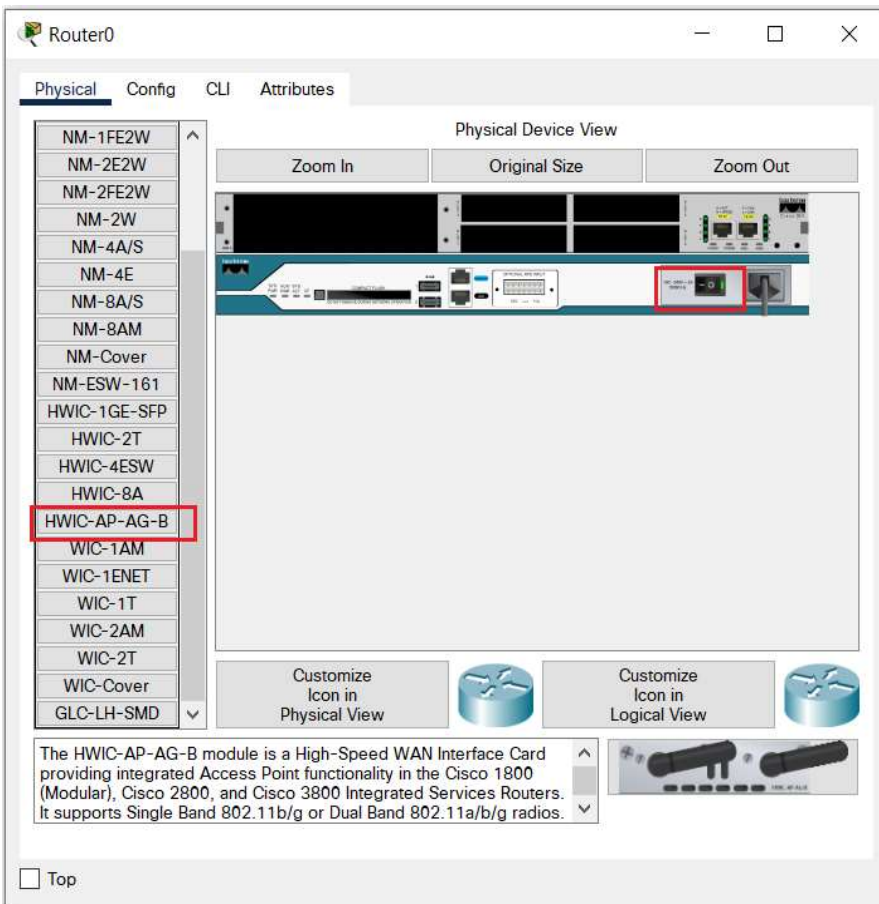 Router0
Physical Config CLI Attributes
NM-1FE2W
NM-2E2W
NM-2FE2W
NM-2W
NM-4A/S
NM-4E
NM-8A/S
NM-8AM
NM-Cover
NM-ESW-161
HWIC-1GE-SFP
HWIC-2T
HWIC-4ESW
HWIC-8A
HWIC-AP-AG-B
WIC-1AM
WIC-1ENET
WIC-1T
WIC-2AM
WIC-2T
WIC-Cover
GLC-LH-SMD
Physical Device View
Zoom In Original Size Zoom Out
Customize
Icon in
Physical View
Customize
Icon in
Logical View
The HWIC-AP-AG-B module is a High-Speed WAN Interface Card
providing integrated Access Point functionality in the Cisco 1800
(Modular), Cisco 2800, and Cisco 3800 Integrated Services Routers.
It supports Single Band 802.11b/g or Dual Band 802.11a/b/g radios.
Top